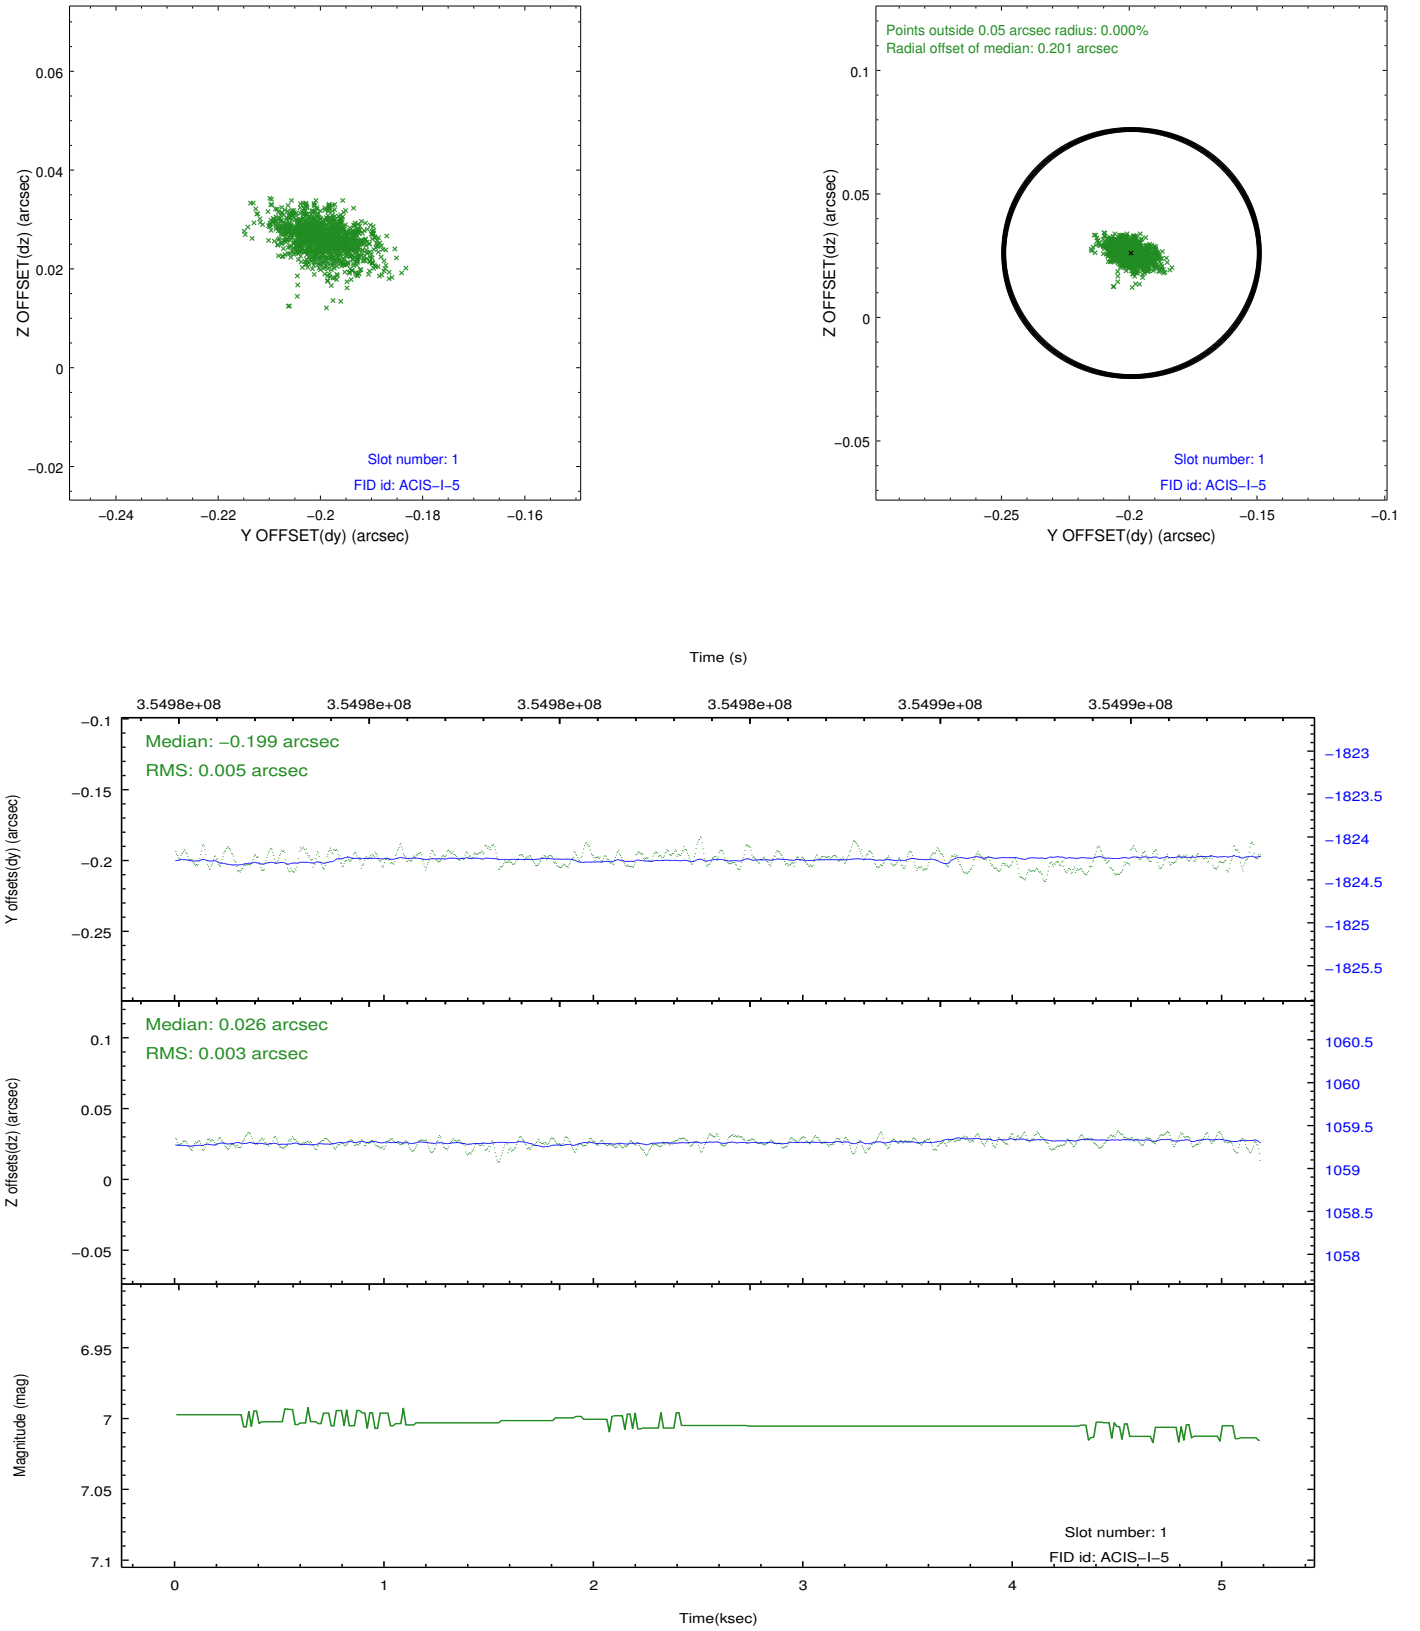 0.06
0.04
0.02
0
−0.02
Z OFFSET(dz) (arcsec)
Slot number: 1
FID id: ACIS−I−5
−0.24
−0.22
−0.2
−0.18
−0.16
Y OFFSET(dy) (arcsec)
Points outside 0.05 arcsec radius: 0.000%
Radial offset of median: 0.201 arcsec
0.1
0.05
0
−0.05
Z OFFSET(dz) (arcsec)
Slot number: 1
FID id: ACIS−I−5
−0.25
−0.2
−0.15
−0.1
Y OFFSET(dy) (arcsec)
Time (s)
3.5498e+08
3.5498e+08
3.5498e+08
3.5498e+08
3.5499e+08
3.5499e+08
Median: −0.199 arcsec
RMS: 0.005 arcsec
−0.1
−0.15
−0.2
−0.25
Y offsets(dy) (arcsec)
−1823
−1823.5
−1824
−1824.5
−1825
−1825.5
Median: 0.026 arcsec
RMS: 0.003 arcsec
0.1
0.05
0
−0.05
Z offsets(dz) (arcsec)
1060.5
1060
1059.5
1059
1058.5
1058
6.95
7
7.05
7.1
Magnitude (mag)
Slot number: 1
FID id: ACIS−I−5
0
1
2
3
4
5
Time(ksec)